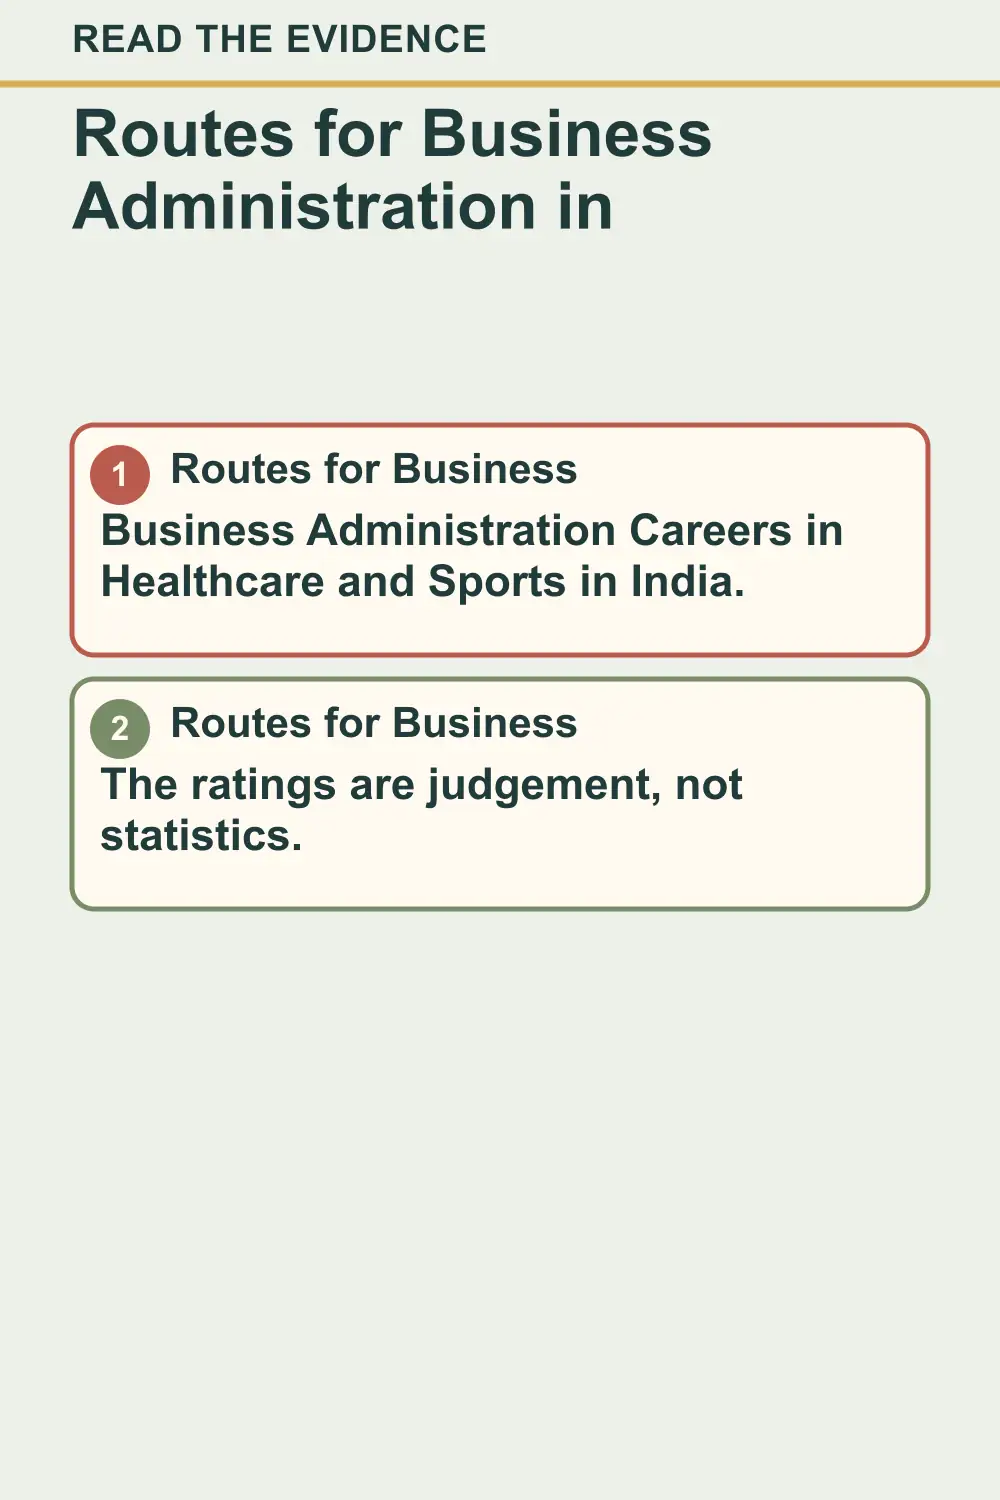 READ THE EVIDENCE
Routes for Business
Administration in
1
Routes for Business
Business Administration Careers in
Healthcare and Sports in India.
2
Routes for Business
The ratings are judgement, not
statistics.